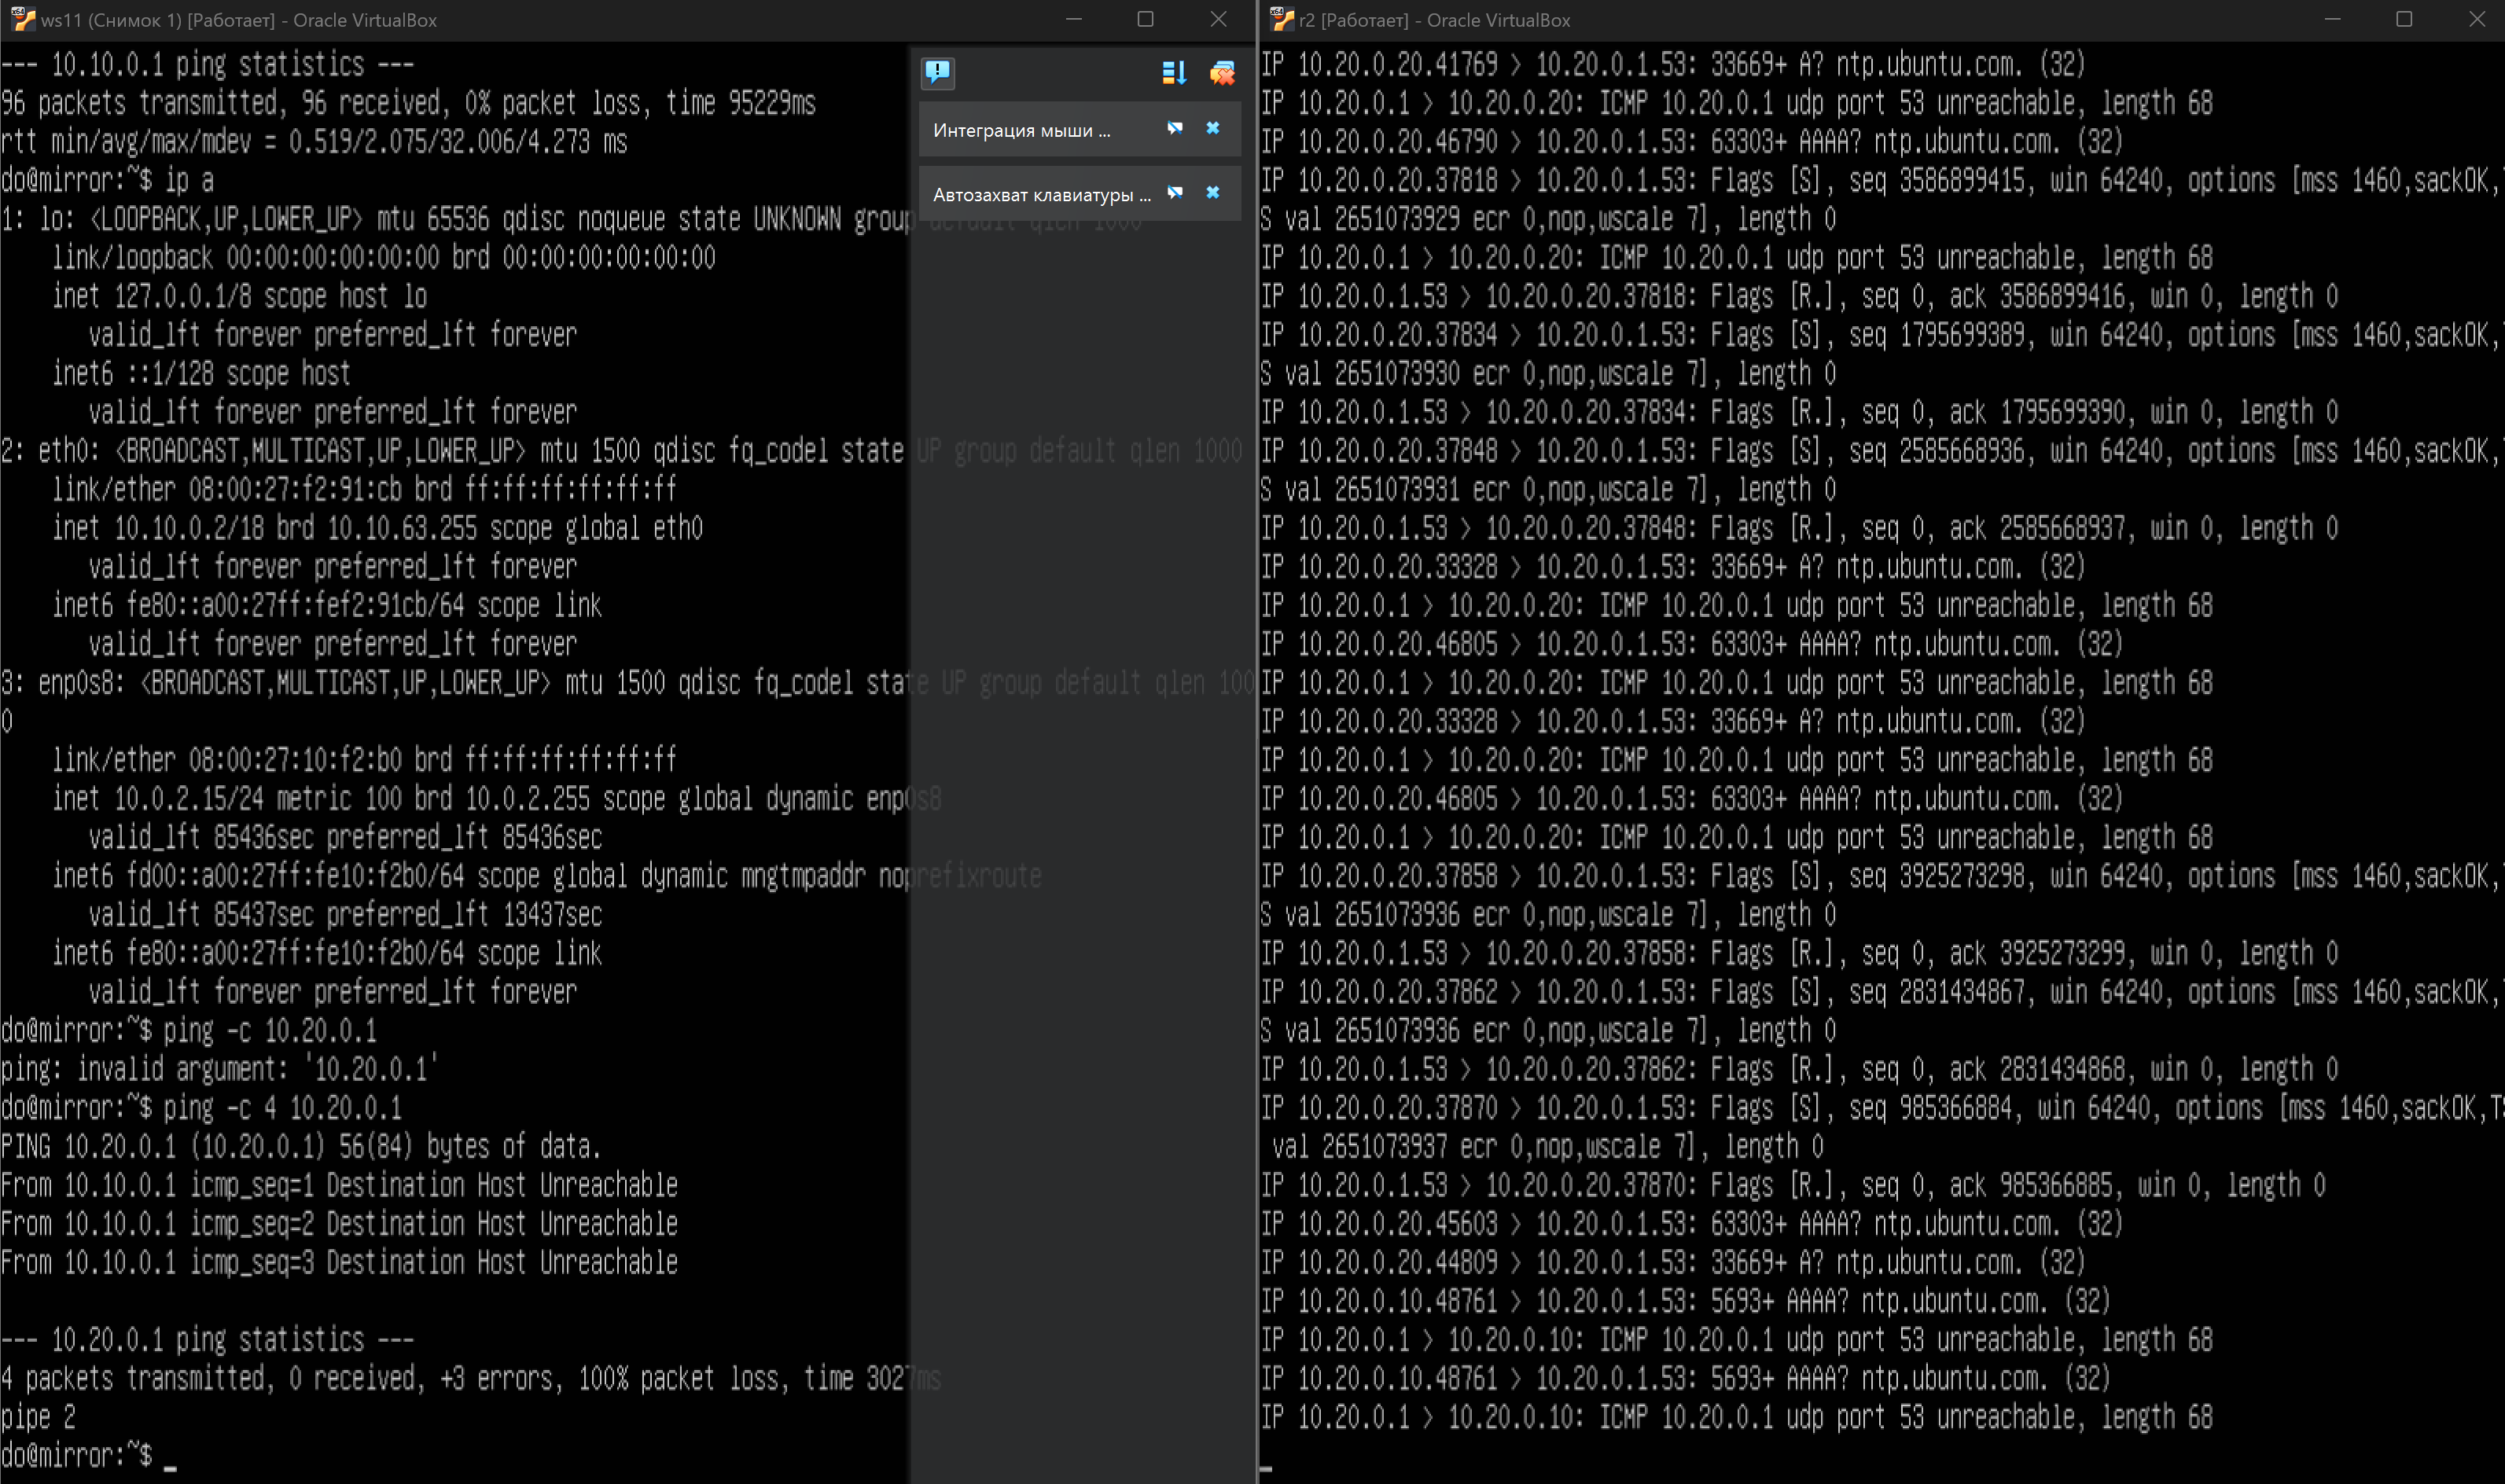 ws11 (Снимок 1) [Работает] - Oracle VirtualBox
--- 10.10.0.1 ping statistics ---
96 packets transmitted, 96 received, 0% packet loss, time 95229ms
rtt min/avg/max/mdev = 0.519/2.075/32.006/4.273 ms
do@mirror:~$ ip a
1: lo: <LOOPBACK,UP,LOWER_UP> mtu 65536 qdisc noqueue state UNKNOWN group default qlen 1000
link/loopback 00:00:00:00:00:00 brd 00:00:00:00:00:00
inet 127.0.0.1/8 scope host lo
valid_lft forever preferred_lft forever
inet6 ::1/128 scope host
valid_lft forever preferred_lft forever
2: eth0: <BROADCAST,MULTICAST,UP,LOWER_UP> mtu 1500 qdisc fq_codel state UP group default qlen 1000
link/ether 08:00:27:f2:91:cb brd ff:ff:ff:ff:ff:ff
inet 10.10.0.2/18 brd 10.10.63.255 scope global eth0
valid_lft forever preferred_lft forever
inet6 fe80::a00:27ff:fef2:91cb/64 scope link
valid_lft forever preferred_lft forever
3: enp0s8: <BROADCAST,MULTICAST,UP,LOWER_UP> mtu 1500 qdisc fq_codel state UP group default qlen 100
0
link/ether 08:00:27:10:f2:b0 brd ff:ff:ff:ff:ff:ff
inet 10.0.2.15/24 metric 100 brd 10.0.2.255 scope global dynamic enp0s8
valid_lft 85436sec preferred_lft 85436sec
inet6 fd00::a00:27ff:fe10:f2b0/64 scope global dynamic mngtmpaddr noprefixroute
valid_lft 85437sec preferred_lft 13437sec
inet6 fe80::a00:27ff:fe10:f2b0/64 scope link
valid_lft forever preferred_lft forever
do@mirror:~$ ping -c 10.20.0.1
ping: invalid argument: '10.20.0.1'
do@mirror:~$ ping -c 4 10.20.0.1
PING 10.20.0.1 (10.20.0.1) 56(84) bytes of data.
From 10.10.0.1 icmp_seq=1 Destination Host Unreachable
From 10.10.0.1 icmp_seq=2 Destination Host Unreachable
From 10.10.0.1 icmp_seq=3 Destination Host Unreachable
--- 10.20.0.1 ping statistics ---
4 packets transmitted, 0 received, +3 errors, 100% packet loss, time 3027ms
pipe 2
do@mirror:~$ _
Интеграция мыши ...
Автозахват клавиатуры ...
r2 [Работает] - Oracle VirtualBox
IP 10.20.0.20.41769 > 10.20.0.1.53: 33669+ A? ntp.ubuntu.com. (32)
IP 10.20.0.1 > 10.20.0.20: ICMP 10.20.0.1 udp port 53 unreachable, length 68
IP 10.20.0.20.46790 > 10.20.0.1.53: 63303+ AAAA? ntp.ubuntu.com. (32)
IP 10.20.0.20.37818 > 10.20.0.1.53: Flags [S], seq 3586899415, win 64240, options [mss 1460,sackOK,
S val 2651073929 ecr 0,nop,wscale 7], length 0
IP 10.20.0.1 > 10.20.0.20: ICMP 10.20.0.1 udp port 53 unreachable, length 68
IP 10.20.0.1.53 > 10.20.0.20.37818: Flags [R.], seq 0, ack 3586899416, win 0, length 0
IP 10.20.0.20.37834 > 10.20.0.1.53: Flags [S], seq 1795699389, win 64240, options [mss 1460,sackOK,
S val 2651073930 ecr 0,nop,wscale 7], length 0
IP 10.20.0.1.53 > 10.20.0.20.37834: Flags [R.], seq 0, ack 1795699390, win 0, length 0
IP 10.20.0.20.37848 > 10.20.0.1.53: Flags [S], seq 2585668936, win 64240, options [mss 1460,sackOK,
S val 2651073931 ecr 0,nop,wscale 7], length 0
IP 10.20.0.1.53 > 10.20.0.20.37848: Flags [R.], seq 0, ack 2585668937, win 0, length 0
IP 10.20.0.20.33328 > 10.20.0.1.53: 33669+ A? ntp.ubuntu.com. (32)
IP 10.20.0.1 > 10.20.0.20: ICMP 10.20.0.1 udp port 53 unreachable, length 68
IP 10.20.0.20.46805 > 10.20.0.1.53: 63303+ AAAA? ntp.ubuntu.com. (32)
IP 10.20.0.1 > 10.20.0.20: ICMP 10.20.0.1 udp port 53 unreachable, length 68
IP 10.20.0.20.33328 > 10.20.0.1.53: 33669+ A? ntp.ubuntu.com. (32)
IP 10.20.0.1 > 10.20.0.20: ICMP 10.20.0.1 udp port 53 unreachable, length 68
IP 10.20.0.20.46805 > 10.20.0.1.53: 63303+ AAAA? ntp.ubuntu.com. (32)
IP 10.20.0.1 > 10.20.0.20: ICMP 10.20.0.1 udp port 53 unreachable, length 68
IP 10.20.0.20.37858 > 10.20.0.1.53: Flags [S], seq 3925273298, win 64240, options [mss 1460,sackOK,
S val 2651073936 ecr 0,nop,wscale 7], length 0
IP 10.20.0.1.53 > 10.20.0.20.37858: Flags [R.], seq 0, ack 3925273299, win 0, length 0
IP 10.20.0.20.37862 > 10.20.0.1.53: Flags [S], seq 2831434867, win 64240, options [mss 1460,sackOK,
S val 2651073936 ecr 0,nop,wscale 7], length 0
IP 10.20.0.1.53 > 10.20.0.20.37862: Flags [R.], seq 0, ack 2831434868, win 0, length 0
IP 10.20.0.20.37870 > 10.20.0.1.53: Flags [S], seq 985366884, win 64240, options [mss 1460,sackOK,TS
val 2651073937 ecr 0,nop,wscale 7], length 0
IP 10.20.0.1.53 > 10.20.0.20.37870: Flags [R.], seq 0, ack 985366885, win 0, length 0
IP 10.20.0.20.45603 > 10.20.0.1.53: 63303+ AAAA? ntp.ubuntu.com. (32)
IP 10.20.0.20.44809 > 10.20.0.1.53: 33669+ A? ntp.ubuntu.com. (32)
IP 10.20.0.10.48761 > 10.20.0.1.53: 5693+ AAAA? ntp.ubuntu.com. (32)
IP 10.20.0.1 > 10.20.0.10: ICMP 10.20.0.1 udp port 53 unreachable, length 68
IP 10.20.0.10.48761 > 10.20.0.1.53: 5693+ AAAA? ntp.ubuntu.com. (32)
IP 10.20.0.1 > 10.20.0.10: ICMP 10.20.0.1 udp port 53 unreachable, length 68